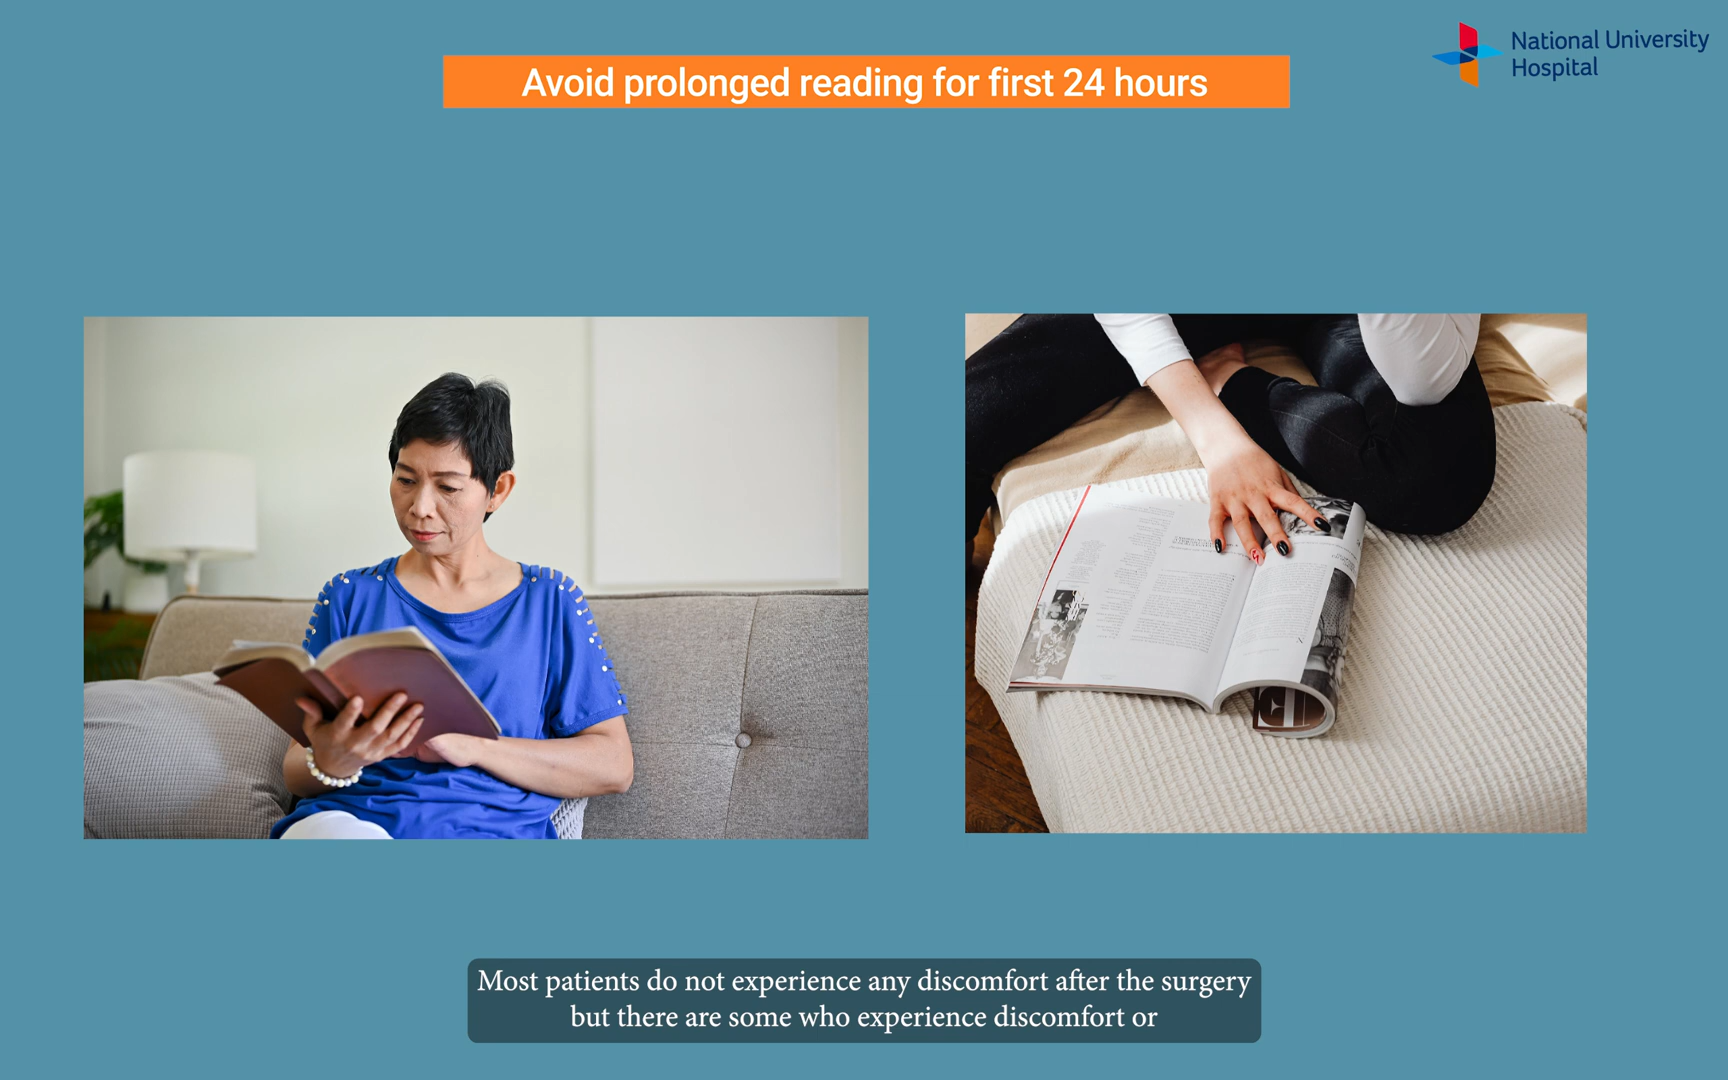 National University
Hospital
Avoid prolonged reading for first 24 hours
Most patients do not experience any discomfort after the surgery
but there are some who experience discomfort or